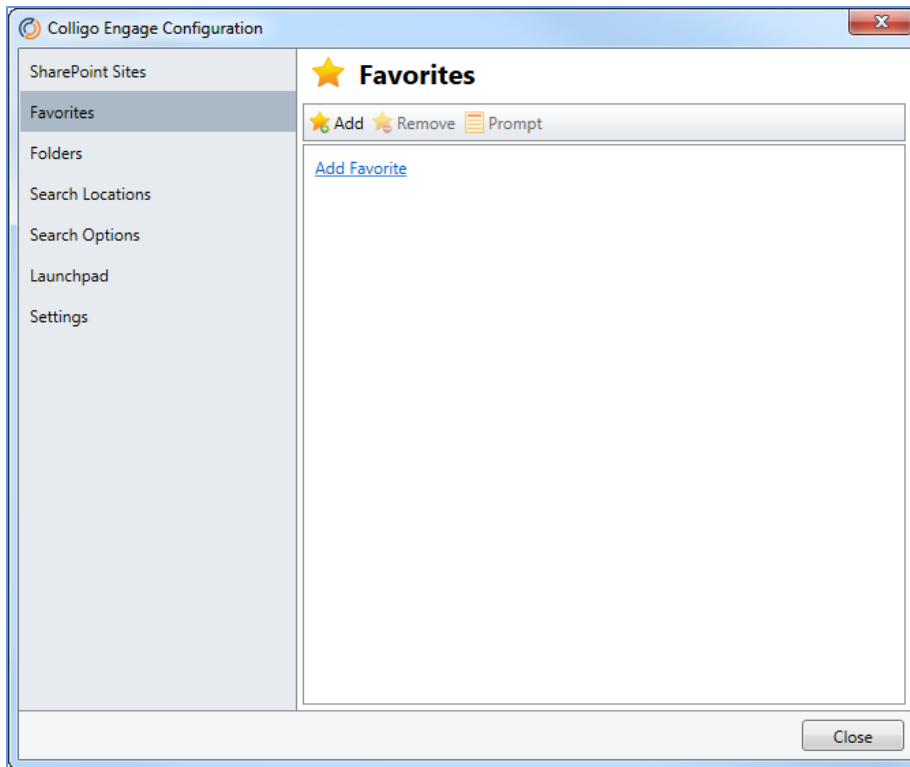 Colligo Engage Configuration
SharePoint Sites
Favorites
Folders
Search Locations
Search Options
Launchpad
Settings
Favorites
Add Remove Prompt
Add Favorite
Close